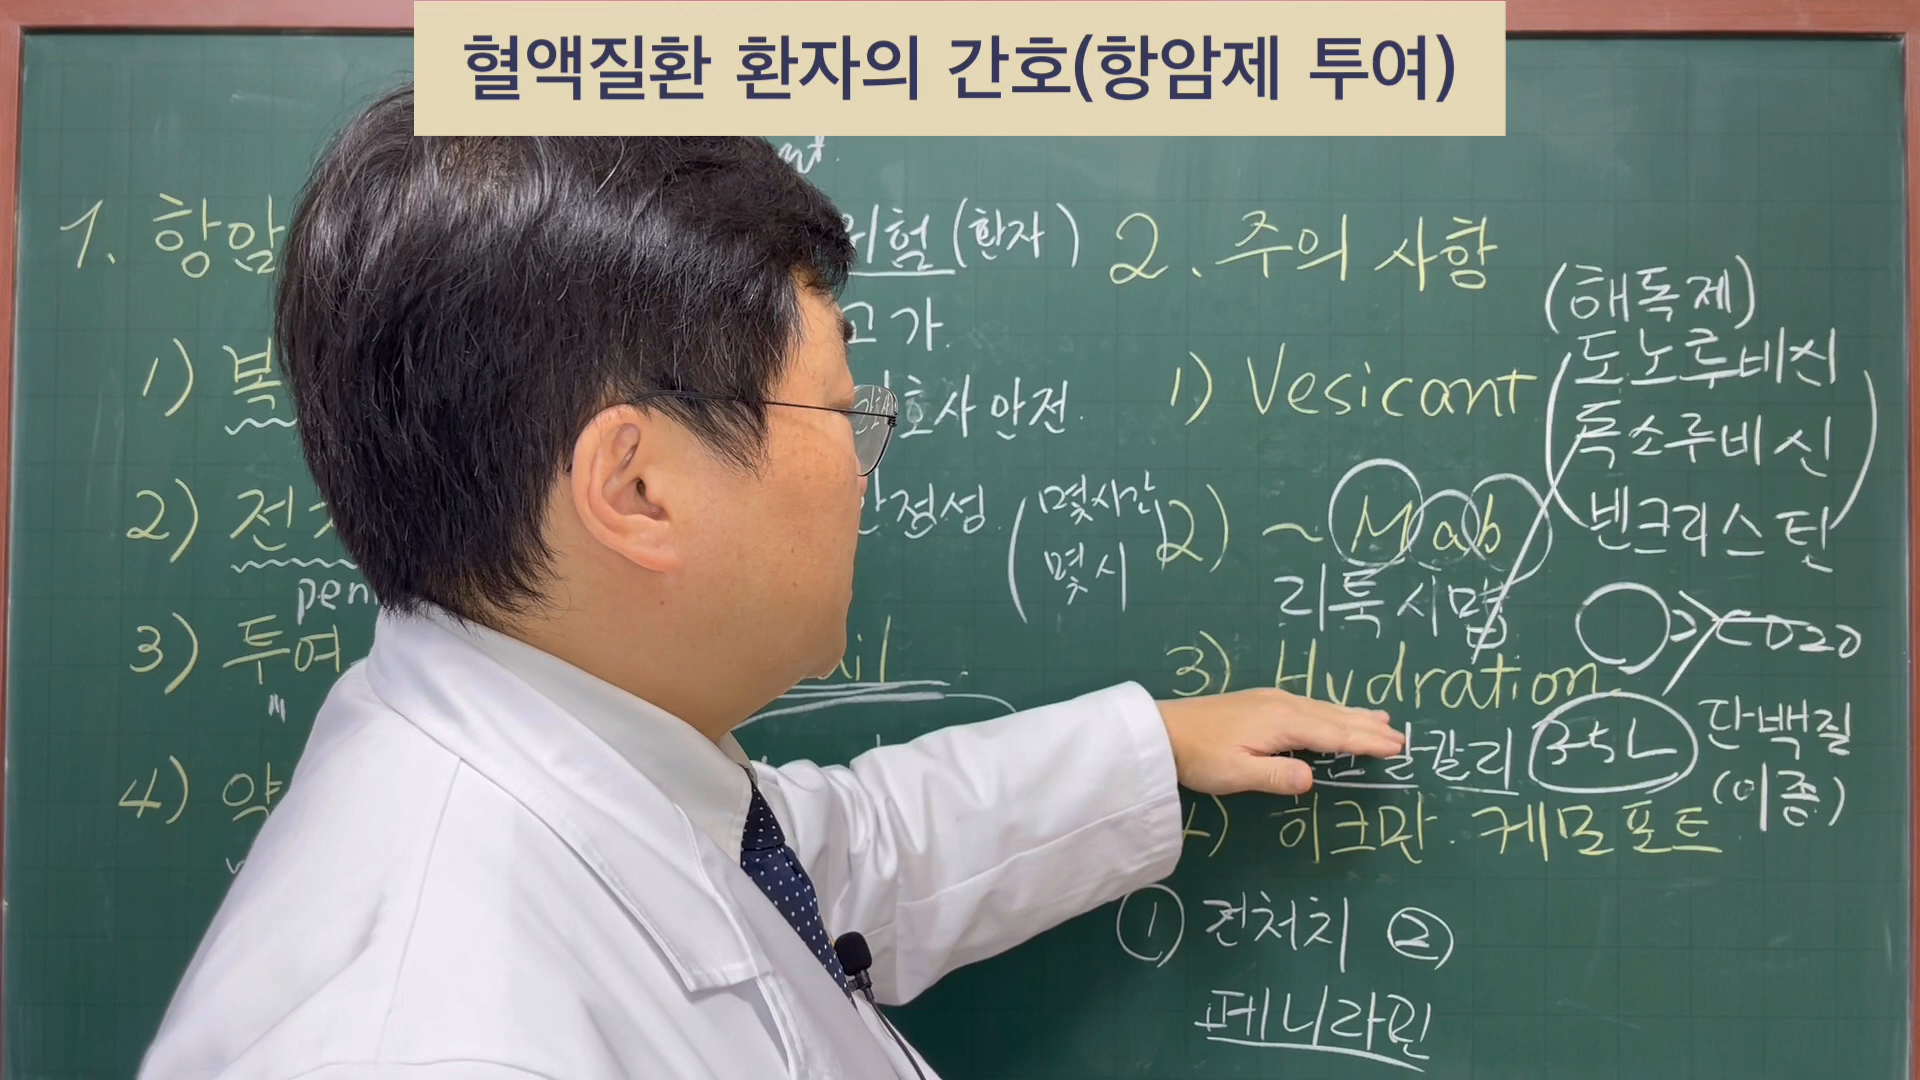 혈액질환 환자의 간호(항암제 투여)
1. 항암
위험 (환자)
고가.
1) 복
간호사 안전.
2) 전
안정성 (몇시간
몇시)
pen
3) 투여
4) 약
2. 주의 사항
(해독제)
1) Vesicant
(도노루비신
독소루비신
빈크리스틴)
2) ~ Mab
리툭시맙
CD20
단백질
(이종)
3) Hydration
알칼리 3-5L
히크만. 케모포트
① 전처치 ②
페니라민